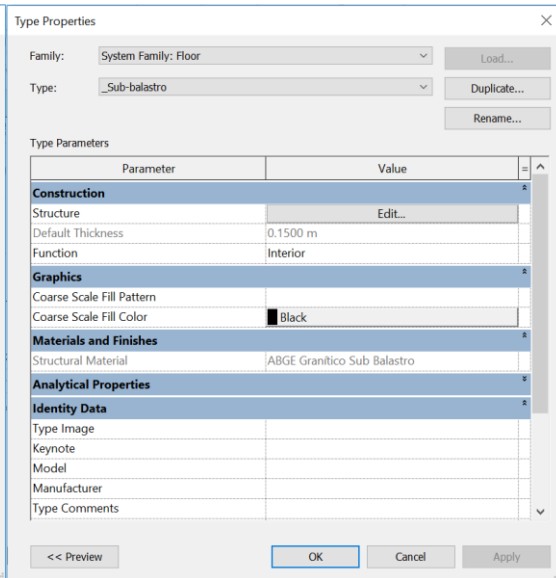 Type Properties
Family: System Family: Floor Load...
Type: _Sub-balastro Duplicate...
Rename...
Type Parameters
Parameter Value =
Construction
Structure Edit...
Default Thickness 0.1500 m
Function Interior
Graphics
Coarse Scale Fill Pattern
Coarse Scale Fill Color Black
Materials and Finishes
Structural Material ABGE Granítico Sub Balastro
Analytical Properties
Identity Data
Type Image
Keynote
Model
Manufacturer
Type Comments
<< Preview OK Cancel Apply